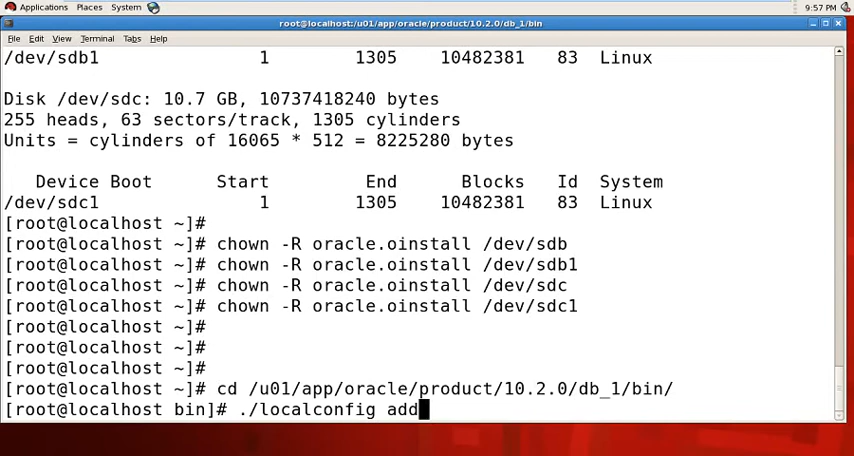 Applications Places System 9:57 PM
root@localhost:/u01/app/oracle/product/10.2.0/db_1/bin
File Edit View Terminal Tabs Help
/dev/sdb1 1 1305 10482381 83 Linux
Disk /dev/sdc: 10.7 GB, 10737418240 bytes
255 heads, 63 sectors/track, 1305 cylinders
Units = cylinders of 16065 * 512 = 8225280 bytes
Device Boot Start End Blocks Id System
/dev/sdc1 1 1305 10482381 83 Linux
[root@localhost ~]#
[root@localhost ~]# chown -R oracle.oinstall /dev/sdb
[root@localhost ~]# chown -R oracle.oinstall /dev/sdb1
[root@localhost ~]# chown -R oracle.oinstall /dev/sdc
[root@localhost ~]# chown -R oracle.oinstall /dev/sdc1
[root@localhost ~]#
[root@localhost ~]#
[root@localhost ~]#
[root@localhost ~]# cd /u01/app/oracle/product/10.2.0/db_1/bin/
[root@localhost bin]# ./localconfig add